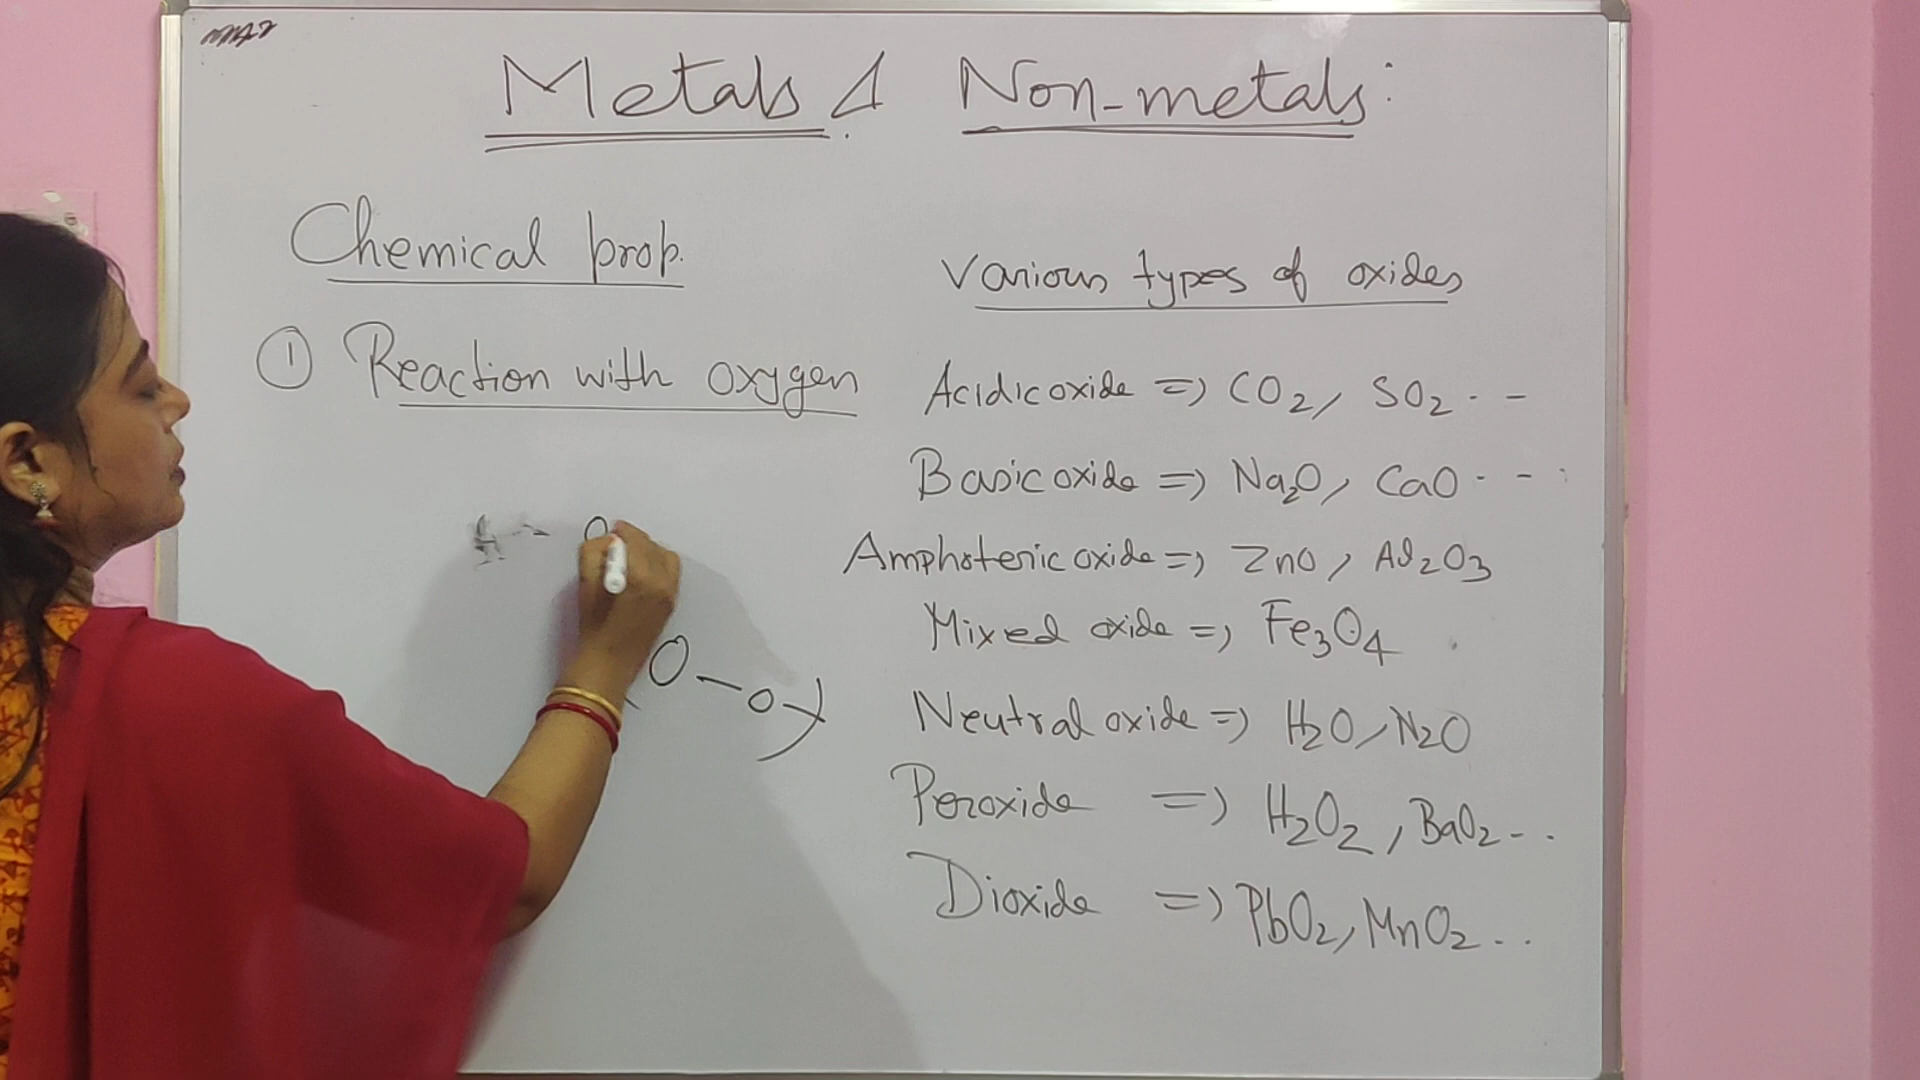 Metals & Non-metals:
Chemical prop.
① Reaction with oxygen
O
O-o
Various types of oxides
Acidic oxide => CO2, SO2 . - -
Basic oxide => Na2O, CaO - - -
Amphoteric oxide => ZnO, Al2O3
Mixed oxide => Fe3O4
Neutral oxide => H2O, N2O
Peroxide => H2O2, BaO2 - ..
Dioxide => PbO2, MnO2 ...